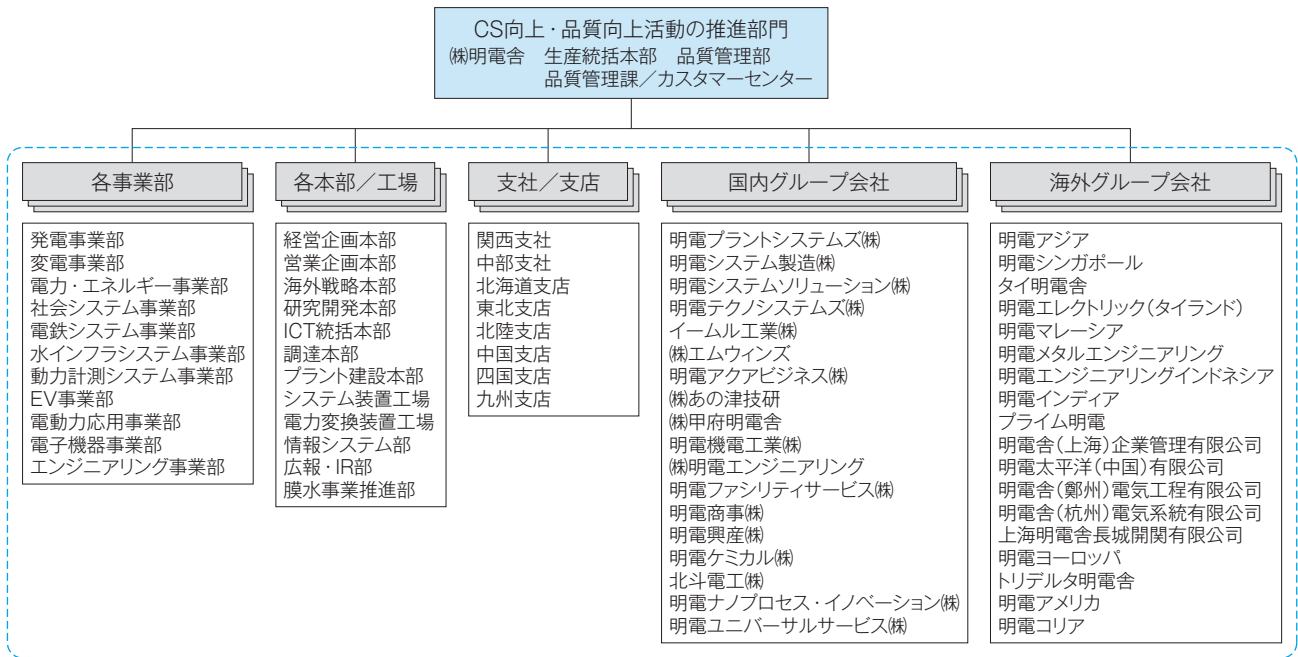 CS向上・品質向上活動の推進部門
㈱明電舎　生産統括本部　品質管理部
品質管理課／カスタマーセンター
各事業部
発電事業部
変電事業部
電力・エネルギー事業部
社会システム事業部
電鉄システム事業部
水インフラシステム事業部
動力計測システム事業部
EV事業部
電動力応用事業部
電子機器事業部
エンジニアリング事業部
各本部／工場
経営企画本部
営業企画本部
海外戦略本部
研究開発本部
ICT統括本部
調達本部
プラント建設本部
システム装置工場
電力変換装置工場
情報システム部
広報・IR部
膜水事業推進部
支社／支店
関西支社
中部支社
北海道支店
東北支店
北陸支店
中国支店
四国支店
九州支店
国内グループ会社
明電プラントシステムズ㈱
明電システム製造㈱
明電システムソリューション㈱
明電テクノシステムズ㈱
イームル工業㈱
㈱エムウィンズ
明電アクアビジネス㈱
㈱あの津技研
㈱甲府明電舎
明電機電工業㈱
㈱明電エンジニアリング
明電ファシリティサービス㈱
明電商事㈱
明電興産㈱
明電ケミカル㈱
北斗電工㈱
明電ナノプロセス・イノベーション㈱
明電ユニバーサルサービス㈱
海外グループ会社
明電アジア
明電シンガポール
タイ明電舎
明電エレクトリック（タイランド）
明電マレーシア
明電メタルエンジニアリング
明電エンジニアリングインドネシア
明電インディア
プライム明電
明電舎（上海）企業管理有限公司
明電太平洋（中国）有限公司
明電舎（鄭州）電気工程有限公司
明電舎（杭州）電気系統有限公司
上海明電舎長城開関有限公司
明電ヨーロッパ
トリデルタ明電舎
明電アメリカ
明電コリア